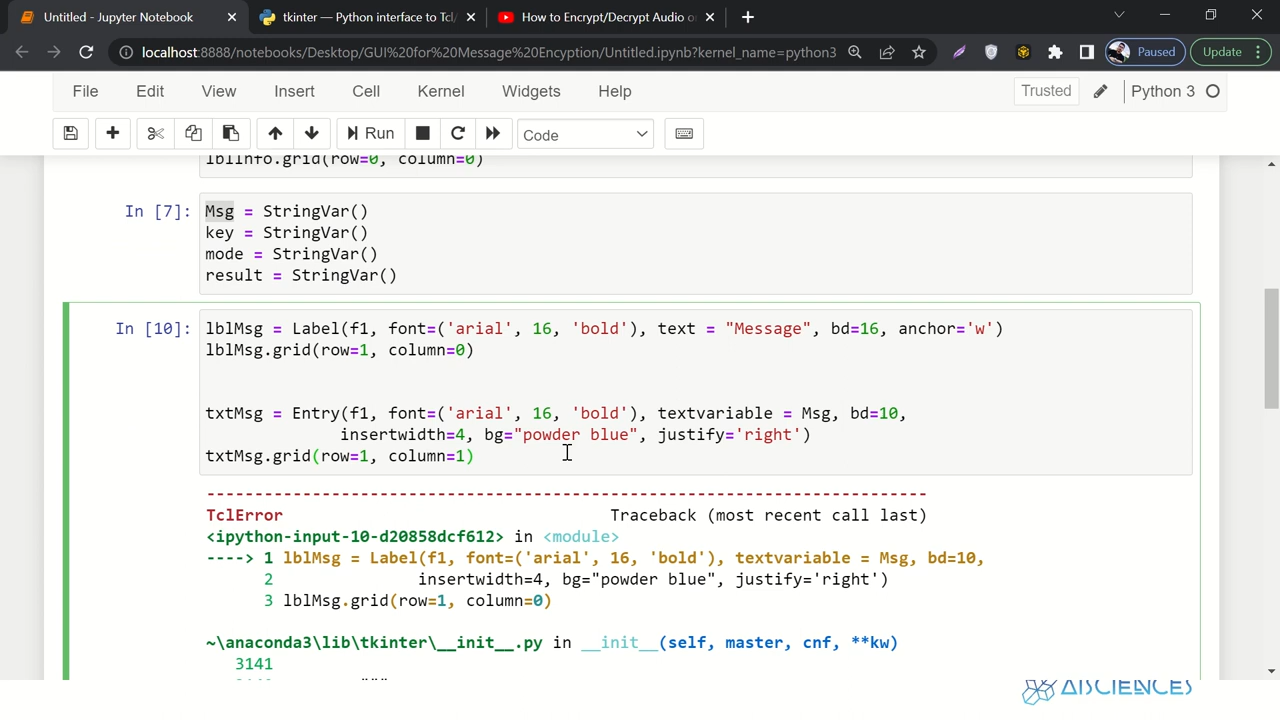 Untitled - Jupyter Notebook
tkinter — Python interface to Tcl/
How to Encrypt/Decrypt Audio o
localhost:8888/notebooks/Desktop/GUI%20for%20Message%20Encyption/Untitled.ipynb?kernel_name=python3
Paused
Update
File Edit View Insert Cell Kernel Widgets Help
Trusted
Python 3
Run
Code
lblInfo.grid(row=0, column=0)
In [7]:
Msg = StringVar()
key = StringVar()
mode = StringVar()
result = StringVar()
In [10]:
lblMsg = Label(f1, font=('arial', 16, 'bold'), text = "Message", bd=16, anchor='w')
lblMsg.grid(row=1, column=0)
txtMsg = Entry(f1, font=('arial', 16, 'bold'), textvariable = Msg, bd=10,
insertwidth=4, bg="powder blue", justify='right')
txtMsg.grid(row=1, column=1)
---------------------------------------------------------------------------
TclError Traceback (most recent call last)
<ipython-input-10-d20858dcf612> in <module>
----> 1 lblMsg = Label(f1, font=('arial', 16, 'bold'), textvariable = Msg, bd=10,
2 insertwidth=4, bg="powder blue", justify='right')
3 lblMsg.grid(row=1, column=0)
~\anaconda3\lib\tkinter\__init__.py in __init__(self, master, cnf, **kw)
3141
AISCIENCES